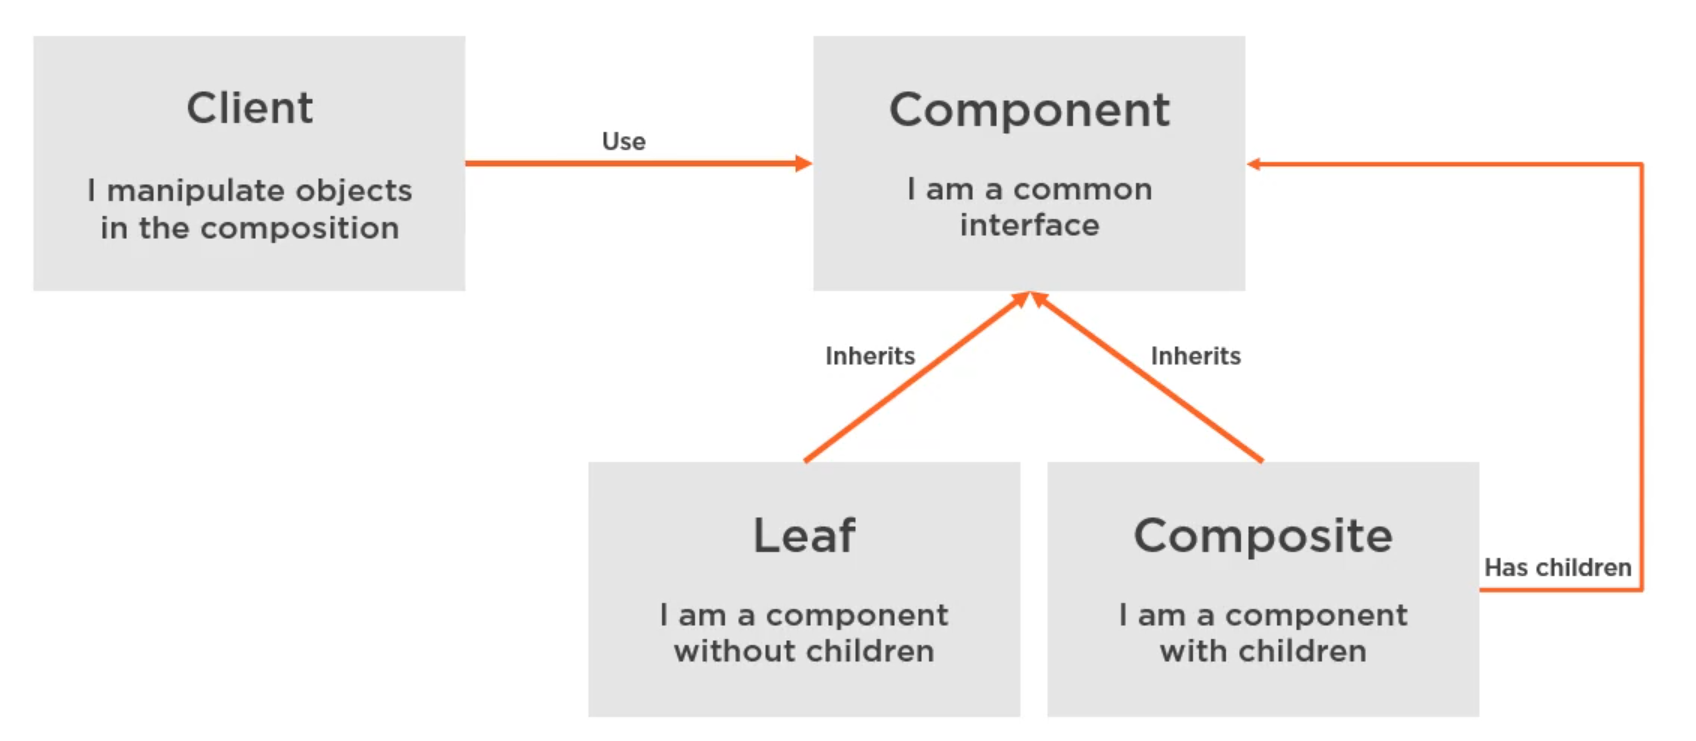 Client
I manipulate objects
in the composition
Use
Component
I am a common
interface
Inherits
Inherits
Leaf
I am a component
without children
Composite
I am a component
with children
Has children